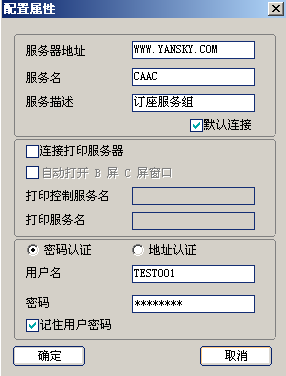 配置属性
服务器地址 WWW.YANSKY.COM
服务名 CAAC
服务描述 订座服务组
默认连接
连接打印服务器
自动打开 B 屏 C 屏窗口
打印控制服务名
打印服务名
密码认证 地址认证
用户名 TEST001
密码 ********
记住用户密码
确定 取消